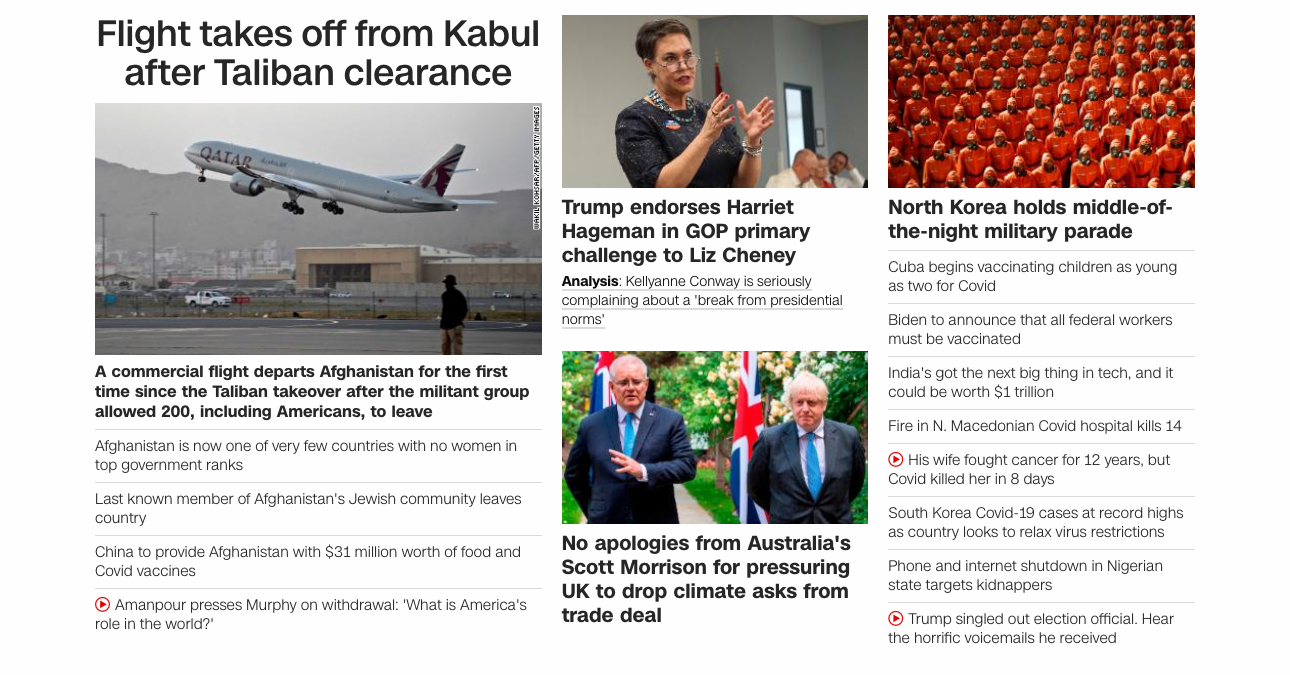 Flight takes off from Kabul
after Taliban clearance
QATAR
WAKIL KOHSAR/AFP/GETTY IMAGES
A commercial flight departs Afghanistan for the first
time since the Taliban takeover after the militant group
allowed 200, including Americans, to leave
Afghanistan is now one of very few countries with no women in
top government ranks
Last known member of Afghanistan's Jewish community leaves
country
China to provide Afghanistan with $31 million worth of food and
Covid vaccines
Amanpour presses Murphy on withdrawal: 'What is America's
role in the world?'
Trump endorses Harriet
Hageman in GOP primary
challenge to Liz Cheney
Analysis: Kellyanne Conway is seriously
complaining about a 'break from presidential
norms'
No apologies from Australia's
Scott Morrison for pressuring
UK to drop climate asks from
trade deal
North Korea holds middle-of-
the-night military parade
Cuba begins vaccinating children as young
as two for Covid
Biden to announce that all federal workers
must be vaccinated
India's got the next big thing in tech, and it
could be worth $1 trillion
Fire in N. Macedonian Covid hospital kills 14
His wife fought cancer for 12 years, but
Covid killed her in 8 days
South Korea Covid-19 cases at record highs
as country looks to relax virus restrictions
Phone and internet shutdown in Nigerian
state targets kidnappers
Trump singled out election official. Hear
the horrific voicemails he received